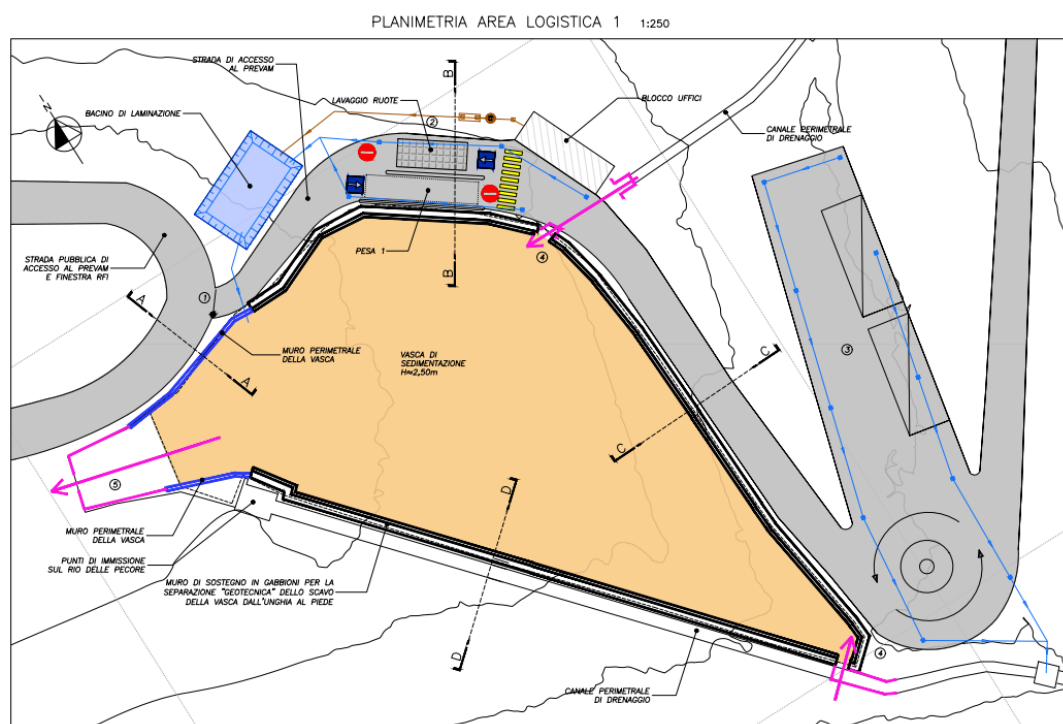 PLANIMETRIA AREA LOGISTICA 1 1:250
STRADA DI ACCESSO
AL PREVAM
N
BACINO DI LAMINAZIONE
LAVAGGIO RUOTE
2
B
BLOCCO UFFICI
CANALE PERIMETRALE
DI DRENAGGIO
STRADA PUBBLICA DI
ACCESSO AL PREVAM
E FINESTRA RFI
PESA 1
B
4
1
A
A
MURO PERIMETRALE
DELLA VASCA
VASCA DI
SEDIMENTAZIONE
H≈2,50m
C
C
3
5
D
MURO PERIMETRALE
DELLA VASCA
PUNTI DI IMMISSIONE
SUL RIO DELLE PECORE
MURO DI SOSTEGNO IN GABBIONI PER LA
SEPARAZIONE "GEOTECNICA" DELLO SCAVO
DELLA VASCA DALL'UNGHIA AL PIEDE
D
4
CANALE PERIMETRALE
DI DRENAGGIO